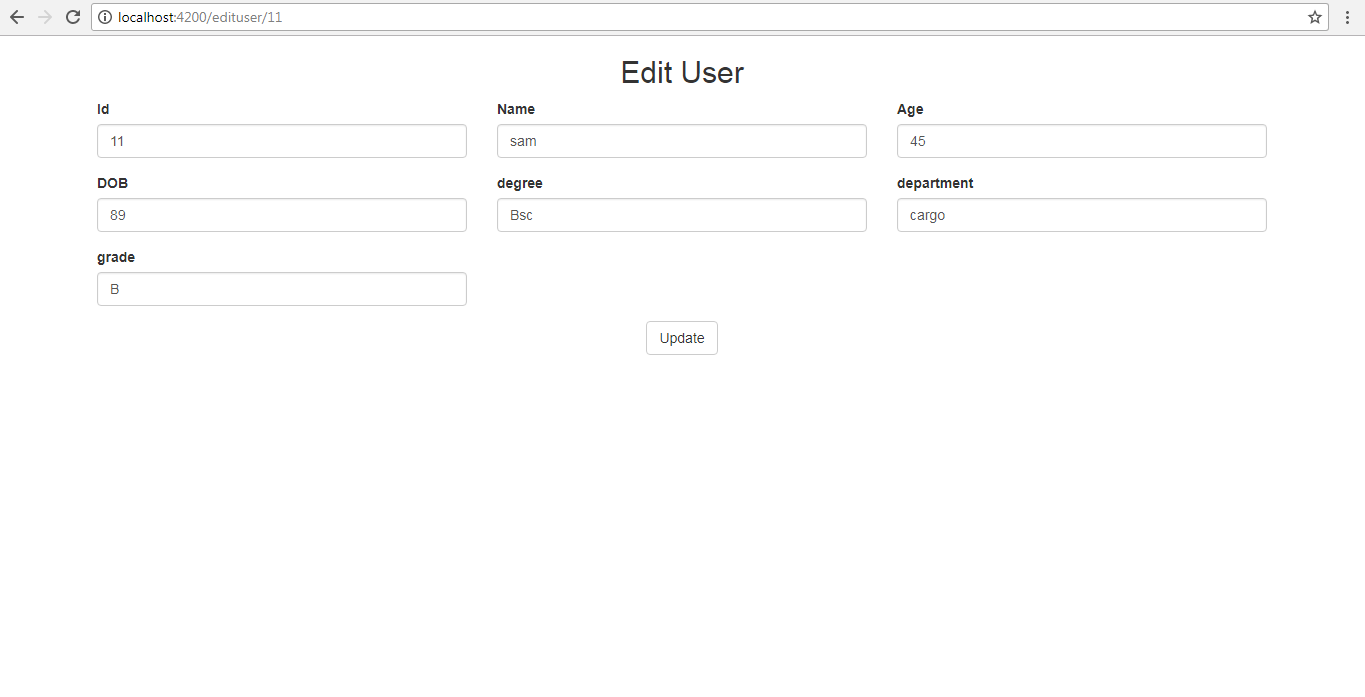 localhost:4200/edituser/11
Edit User
Id
Name
Age
11
sam
45
DOB
degree
department
89
Bsc
cargo
grade
B
Update